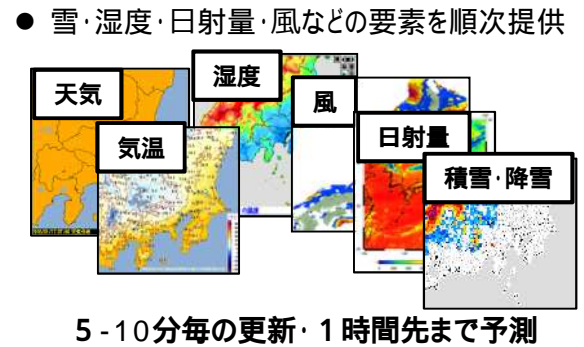 ● 雪･湿度･日射量･風などの要素を順次提供
天気
湿度
風
気温
日射量
積雪･降雪
5-10分毎の更新･1時間先まで予測